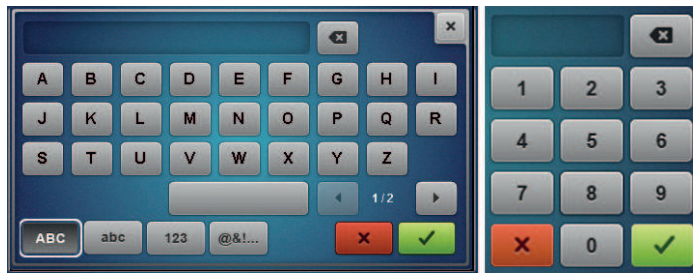 A B C D E F G H I
J K L M N O P Q R
S T U V W X Y Z
1/2
ABC abc 123 @&!...
1 2 3
4 5 6
7 8 9
0